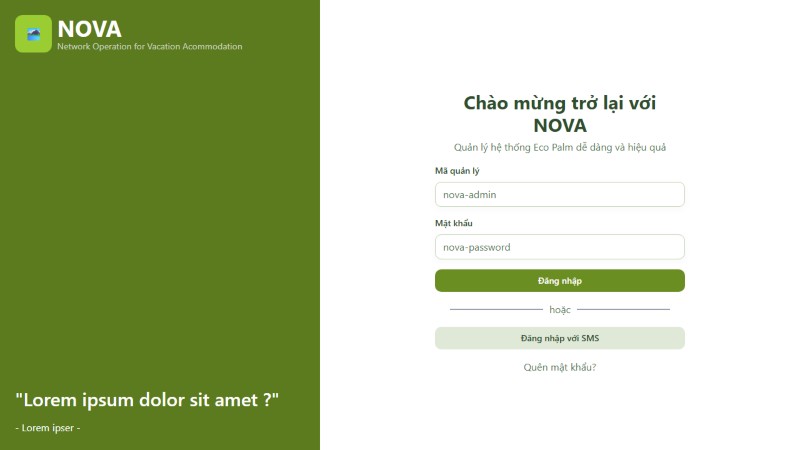 NOVA
Network Operation for Vacation Acommodation
"Lorem ipsum dolor sit amet ?"
- Lorem ipser -
Chào mừng trở lại với
NOVA
Quản lý hệ thống Eco Palm dễ dàng và hiệu quả
Mã quản lý
nova-admin
Mật khẩu
nova-password
Đăng nhập
hoặc
Đăng nhập với SMS
Quên mật khẩu?